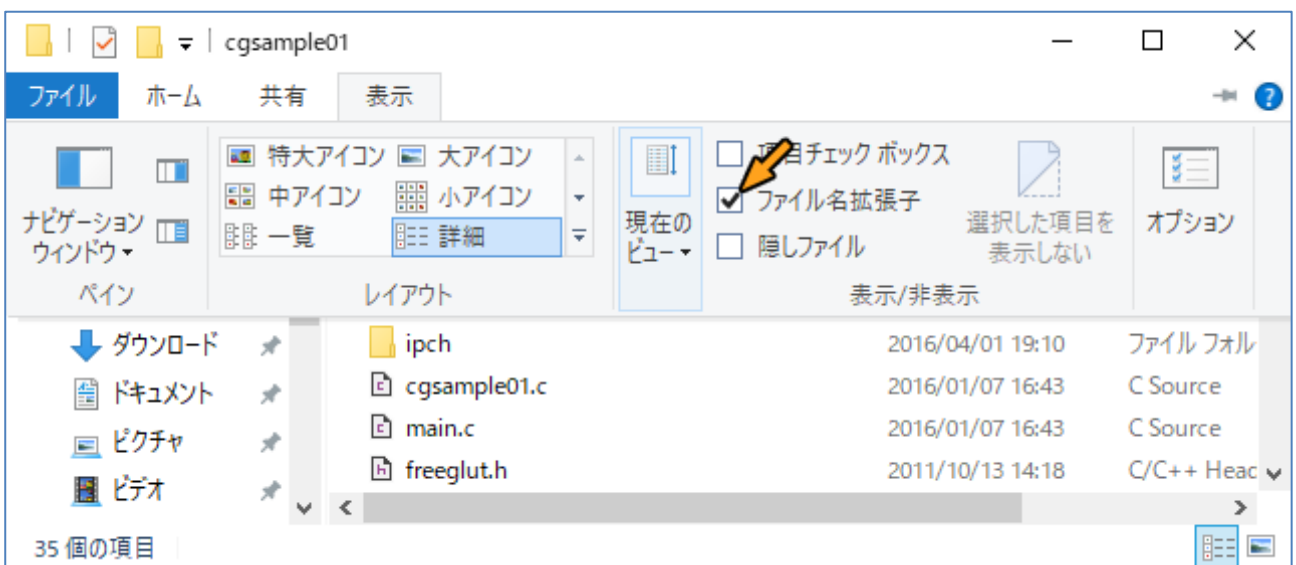 cgsample01
ファイル ホーム 共有 表示
特大アイコン 大アイコン
中アイコン 小アイコン
一覧 詳細
ナビゲーション
ウィンドウ
ペイン
レイアウト
現在の
ビュー
項目チェック ボックス
ファイル名拡張子
隠しファイル
選択した項目を
表示しない
表示/非表示
オプション
ダウンロード
ドキュメント
ピクチャ
ビデオ
ipch 2016/04/01 19:10 ファイル フォル
cgsample01.c 2016/01/07 16:43 C Source
main.c 2016/01/07 16:43 C Source
freeglut.h 2011/10/13 14:18 C/C++ Head
35 個の項目